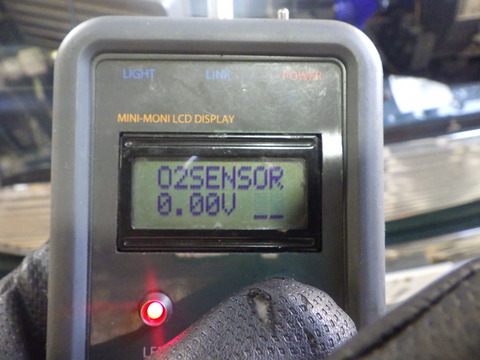 LIGHT LINK POWER
MINI-MONI LCD DISPLAY
O2SENSOR
0.00V __